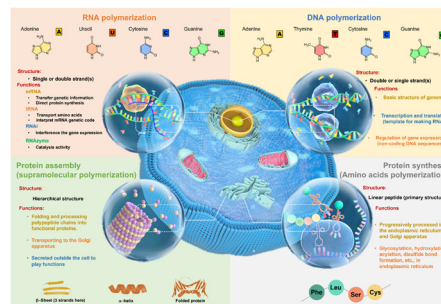 RNA polymerization
Adenine A
Uracil U
Cytosine C
Guanine G
Structure:
• Single or double strand(s)
Functions
mRNA
• Transfer genetic information
• Direct protein synthesis
tRNA
• Transport amino acids
• Interpret mRNA genetic code
RNAi
• Interference the gene expression
RNAzyme
• Catalysis activity
DNA polymerization
Adenine A
Thymine T
Cytosine C
Guanine
Structure:
• Double or single strand(s)
Functions
• Basic structure of genom
• Transcription and translat
(template for making RN
• Regulation of gene expres
(non-coding DNA sequence
Protein assembly
(supramolecular polymerization)
Structure:
Hierarchical structure
Functions:
• Folding and processing
polypeptide chains into
functional proteins.
• Transporting to the Golgi
apparatus
• Secreted outside the cell to
play functions
β-Sheet (3 strands here)
α-helix
Folded protein
Protein synthes
(Amino acids polymerization
Structure:
Linear peptide (primary structure
Functions
• Progressively processed in
the endoplasmic reticulum
and Golgi apparatus
• Glycosylation, hydroxylat
acylation, disulfide bond
formation, etc., in
endoplasmic reticulum
Phe
Leu
Ser
Cys